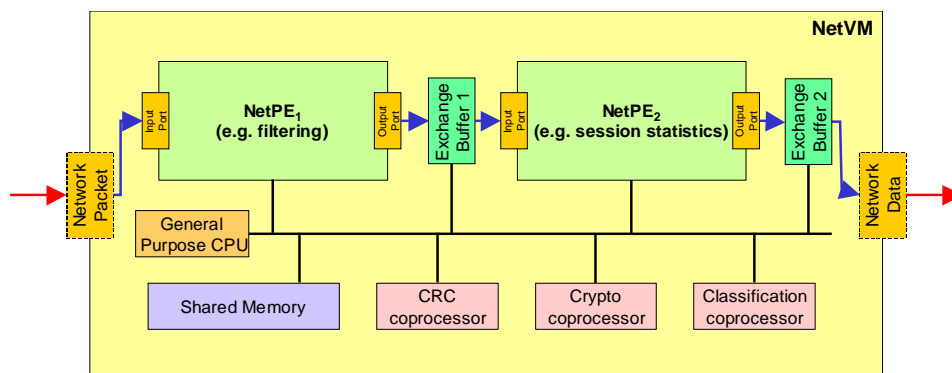 NetVM
NetPE1
(e.g. filtering)
Input
Port
Output
Port
Exchange
Buffer 1
NetPE2
(e.g. session statistics)
Input
Port
Output
Port
Exchange
Buffer 2
Network
Packet
Network
Data
General
Purpose CPU
Shared Memory
CRC
coprocessor
Crypto
coprocessor
Classification
coprocessor